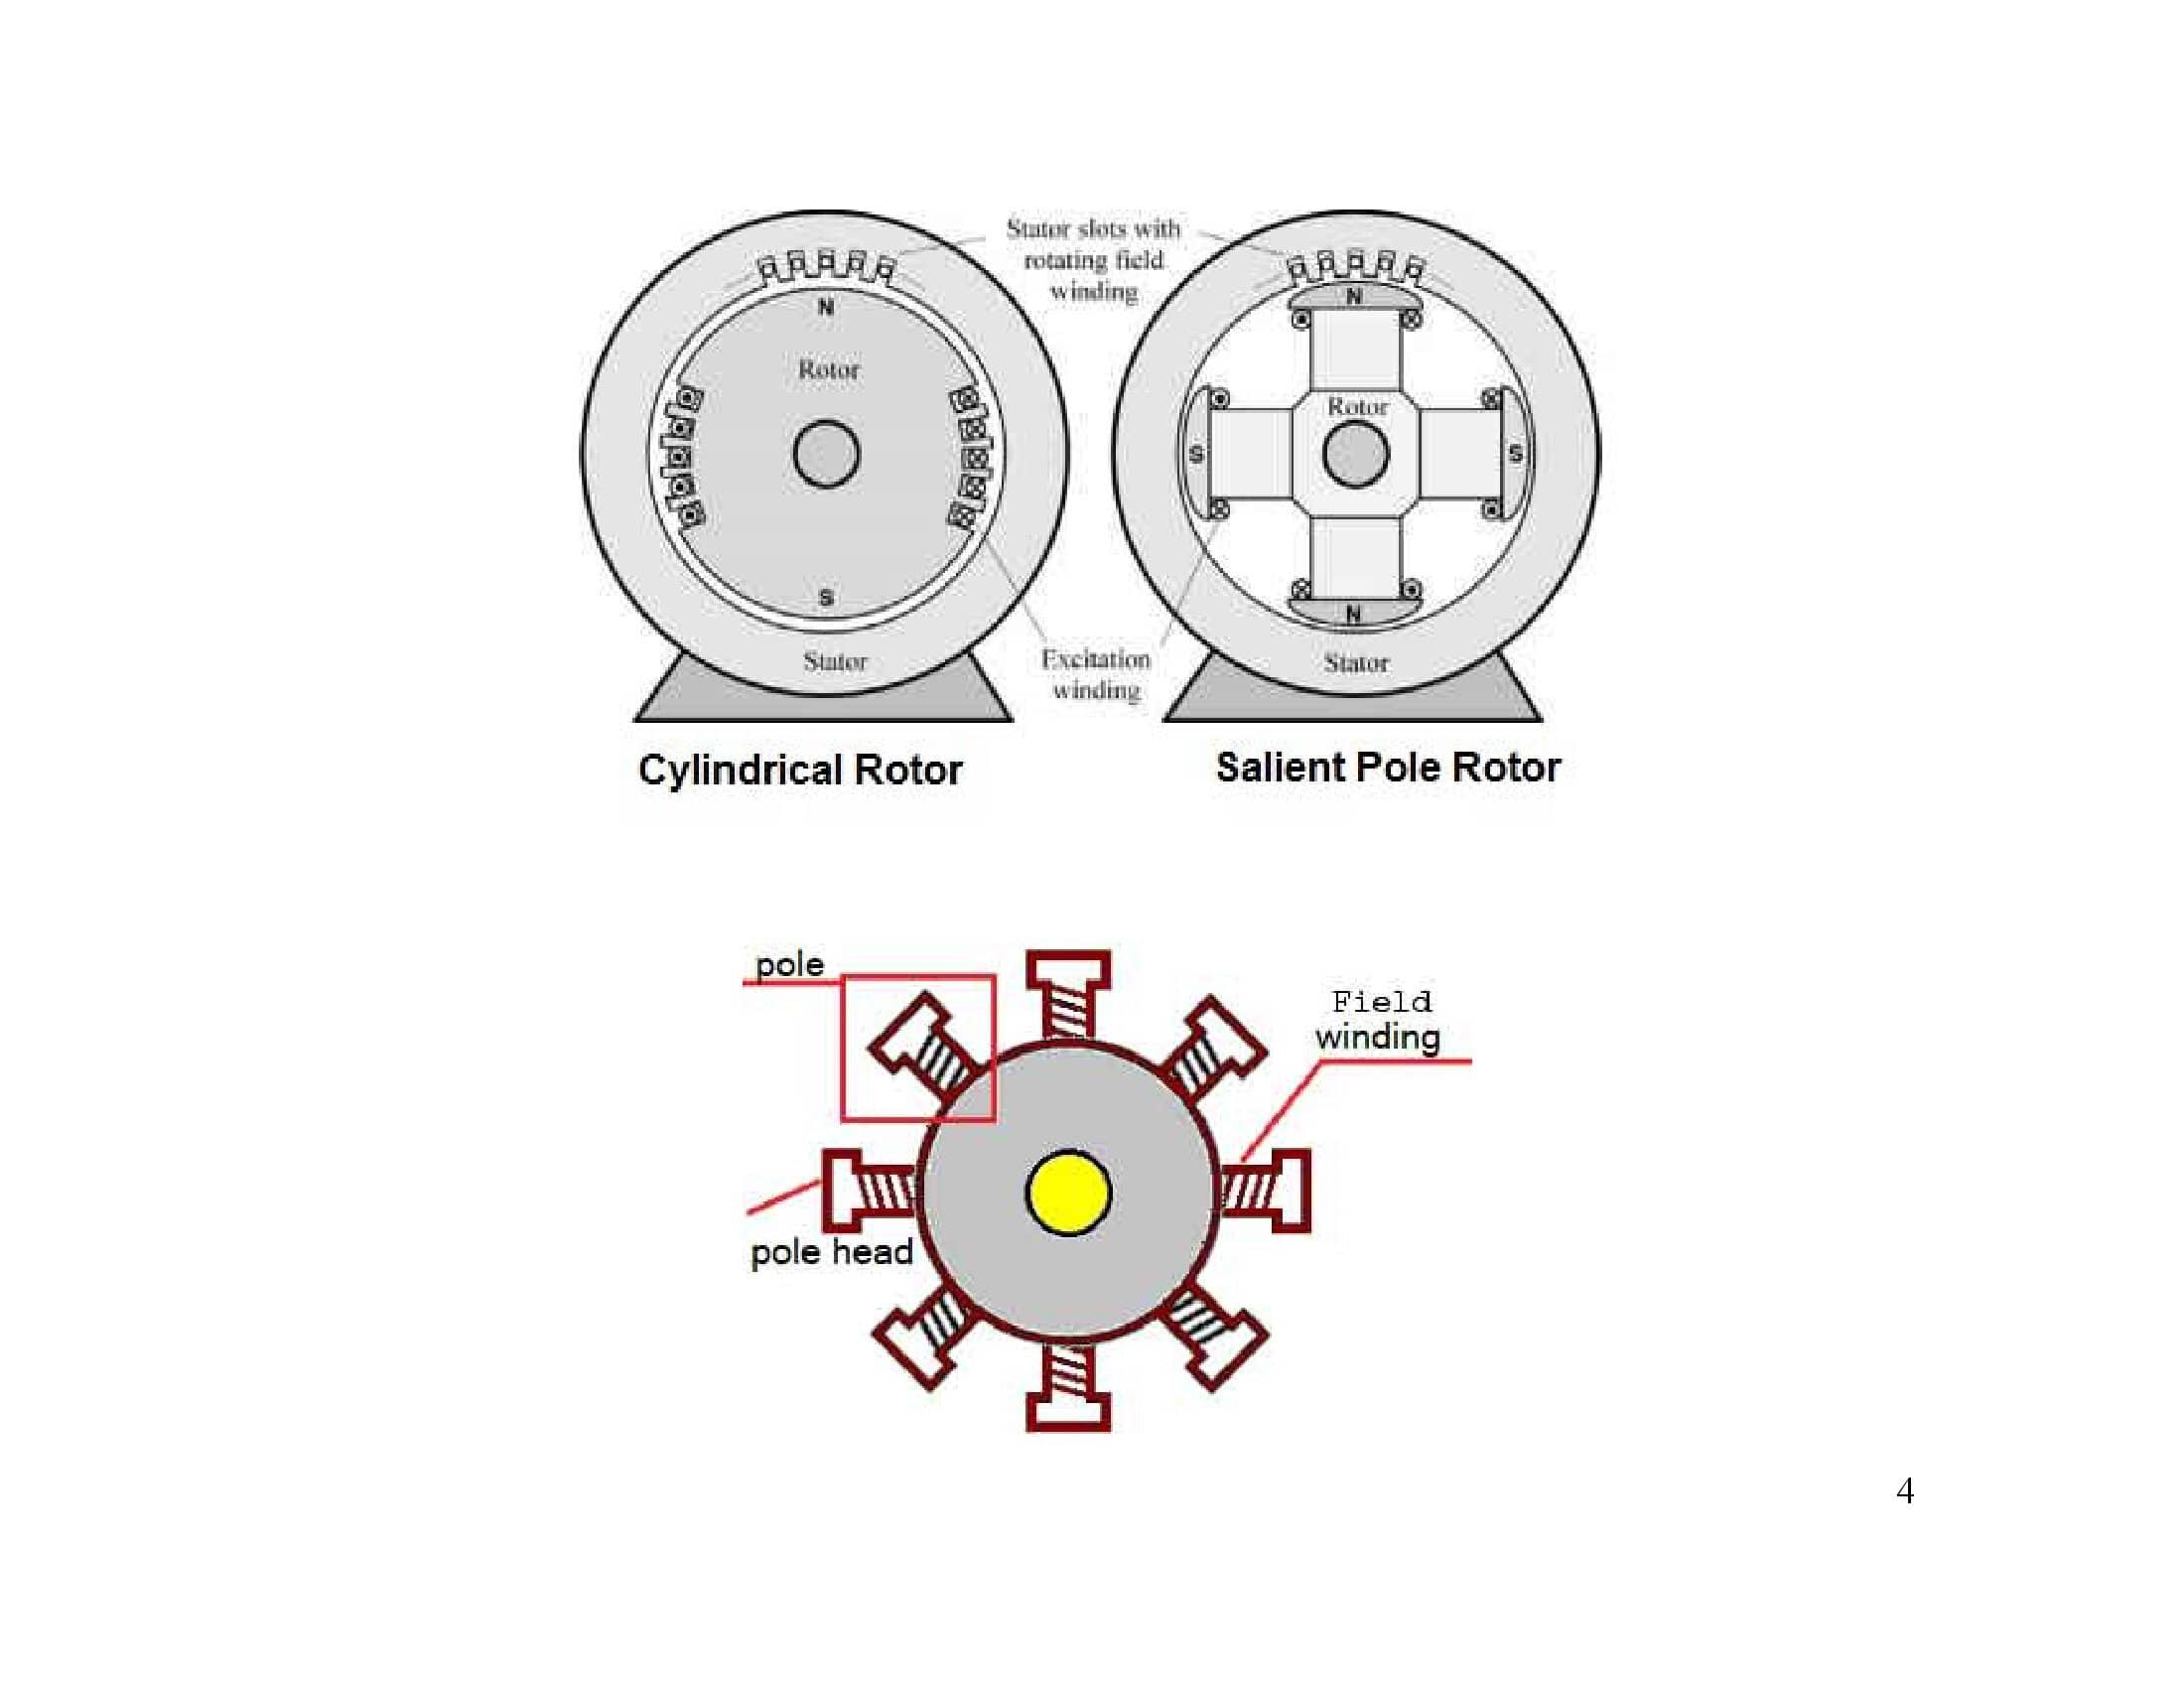 Stator slots with
rotating field
winding
N
Rotor
S
Stator
N
S
Rotor
S
N
Stator
Excitation
winding
Cylindrical Rotor
Salient Pole Rotor
pole
Field
winding
pole head
4